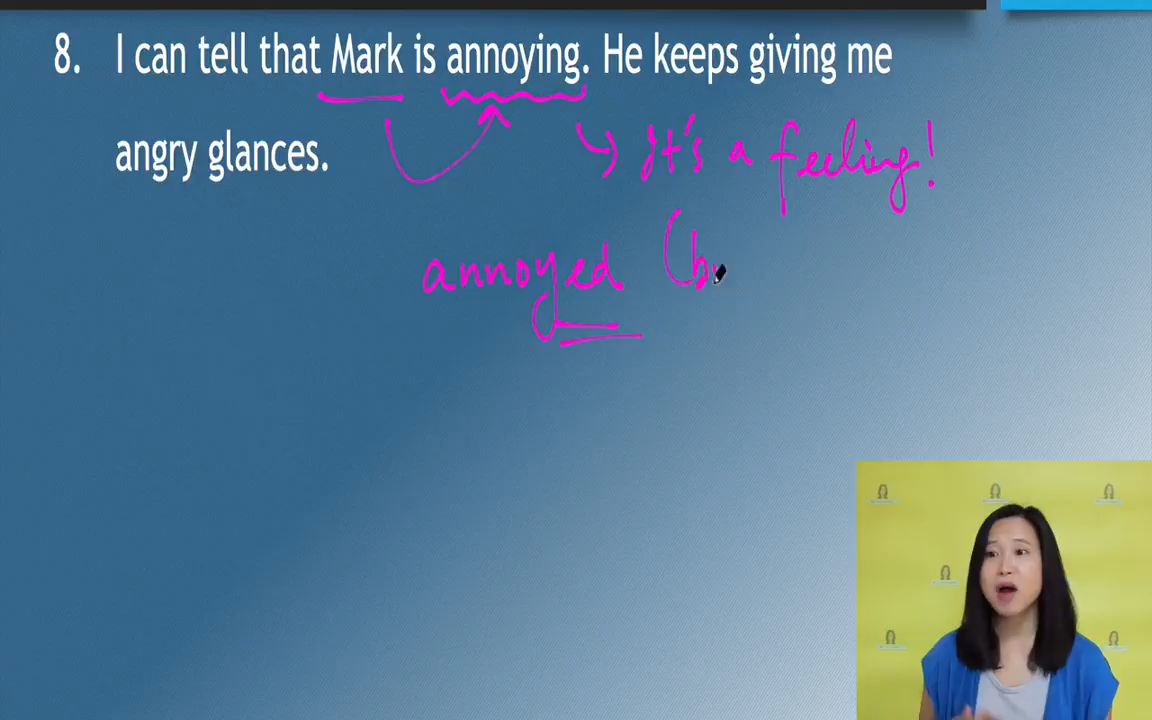 8. I can tell that Mark is annoying. He keeps giving me
angry glances.
It's a feeling!
annoyed (b